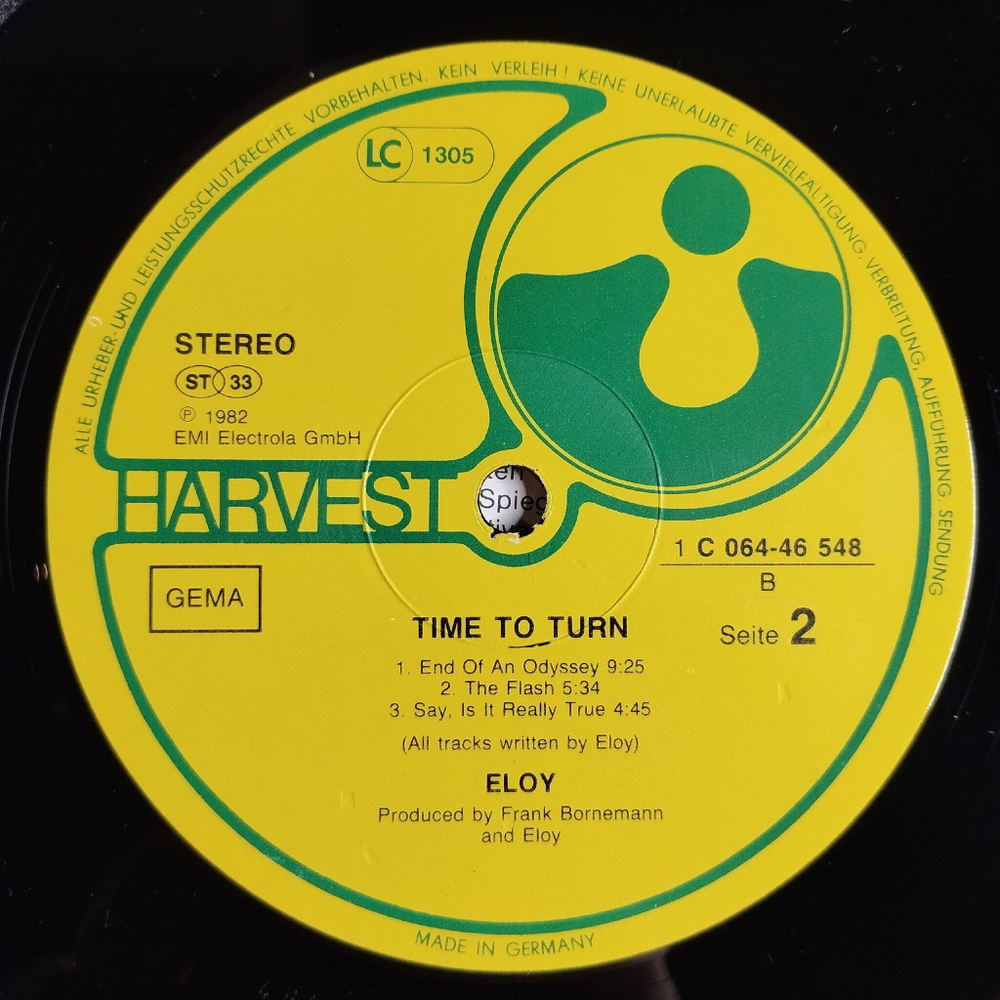 ALLE URHEBER- UND LEISTUNGSSCHUTZRECHTE VORBEHALTEN. KEIN VERLEIH! KEINE UNERLAUBTE VERVIELFÄLTIGUNG, VERBREITUNG, AUFFÜHRUNG SENDUNG
LC 1305
STEREO
ST 33
℗ 1982
EMI Electrola GmbH
HARVEST
Spieg
1 C 064-46 548
B
GEMA
Seite 2
TIME TO TURN
1. End Of An Odyssey 9:25
2. The Flash 5:34
3. Say, Is It Really True 4:45
(All tracks written by Eloy)
ELOY
Produced by Frank Bornemann
and Eloy
MADE IN GERMANY